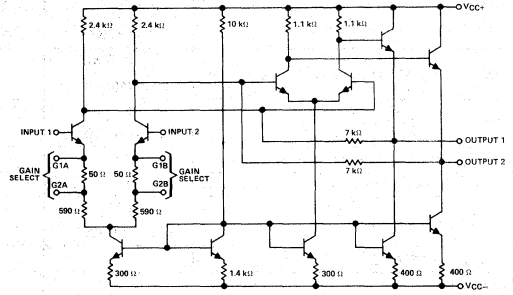 VCC+
2.4 kΩ
2.4 kΩ
10 kΩ
1.1 kΩ
1.1 kΩ
INPUT 1
INPUT 2
7 kΩ
OUTPUT 1
G1A
G1B
GAIN
SELECT
50 Ω
50 Ω
GAIN
SELECT
OUTPUT 2
7 kΩ
G2A
G2B
590 Ω
590 Ω
300 Ω
1.4 kΩ
300 Ω
400 Ω
400 Ω
VCC−